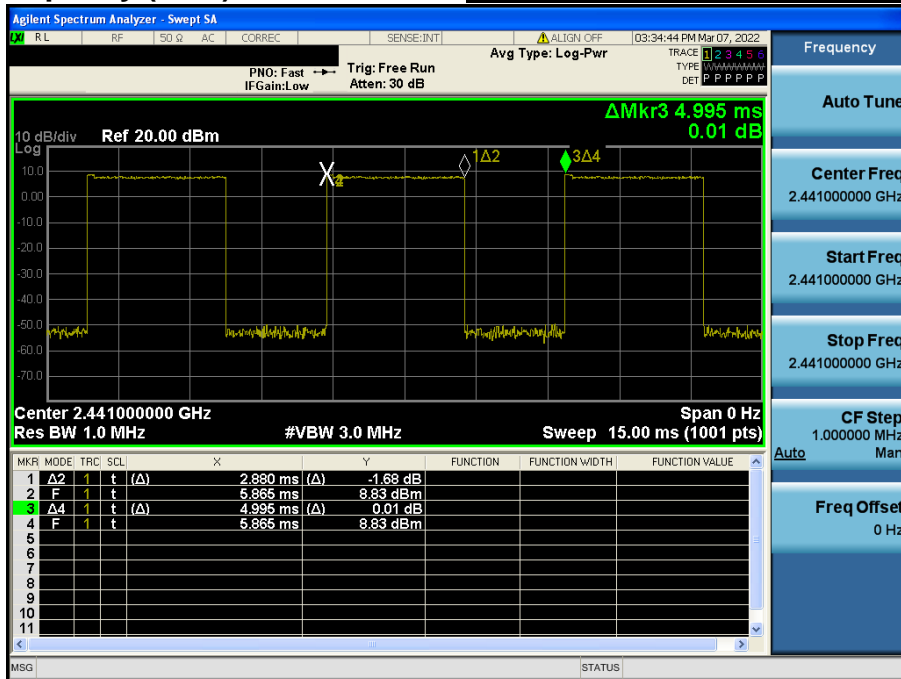 Agilent Spectrum Analyzer - Swept SA
LXI RL RF 50 Ω AC CORREC SENSE:INT ALIGN OFF 03:34:44 PM Mar 07, 2022
Avg Type: Log-Pwr TRACE 1 2 3 4 5 6
PNO: Fast Trig: Free Run TYPE WWWWWW
IFGain:Low Atten: 30 dB DET P P P P P P
ΔMkr3 4.995 ms
0.01 dB
10 dB/div Ref 20.00 dBm
Log
1Δ2
3Δ4
10.0
0.00
-10.0
-20.0
-30.0
-40.0
-50.0
-60.0
-70.0
Center 2.441000000 GHz Span 0 Hz
Res BW 1.0 MHz #VBW 3.0 MHz Sweep 15.00 ms (1001 pts)
MKR MODE TRC SCL X Y FUNCTION FUNCTION WIDTH FUNCTION VALUE
1 Δ2 1 t (Δ) 2.880 ms (Δ) -1.68 dB
2 F 1 t 5.865 ms 8.83 dBm
3 Δ4 1 t (Δ) 4.995 ms (Δ) 0.01 dB
4 F 1 t 5.865 ms 8.83 dBm
5
6
7
8
9
10
11
MSG STATUS
Frequency
Auto Tune
Center Freq
2.441000000 GHz
Start Freq
2.441000000 GHz
Stop Freq
2.441000000 GHz
CF Step
1.000000 MHz
Auto Man
Freq Offset
0 Hz